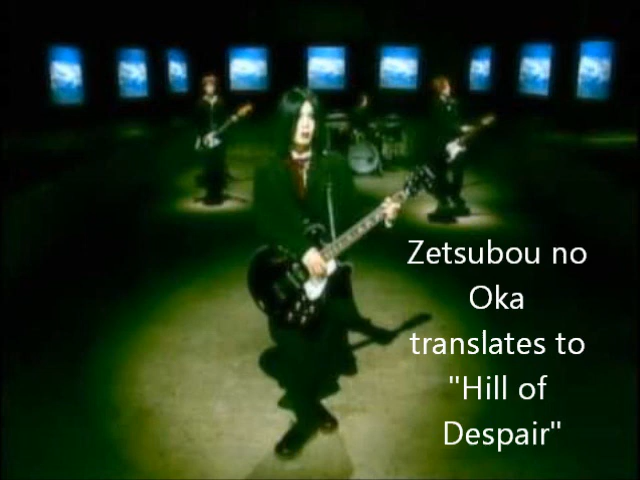 Zetsubou no
Oka
translates to
"Hill of
Despair"